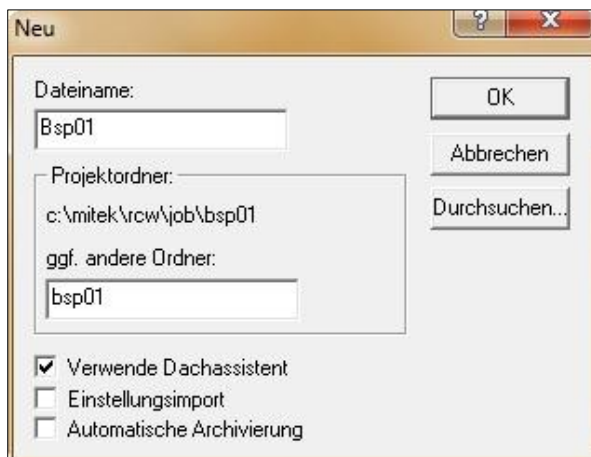 Neu
Dateiname:
Bsp01
Projektordner:
c:\mitek\rcw\job\bsp01
ggf. andere Ordner:
bsp01
Verwende Dachassistent
Einstellungsimport
Automatische Archivierung
OK
Abbrechen
Durchsuchen...